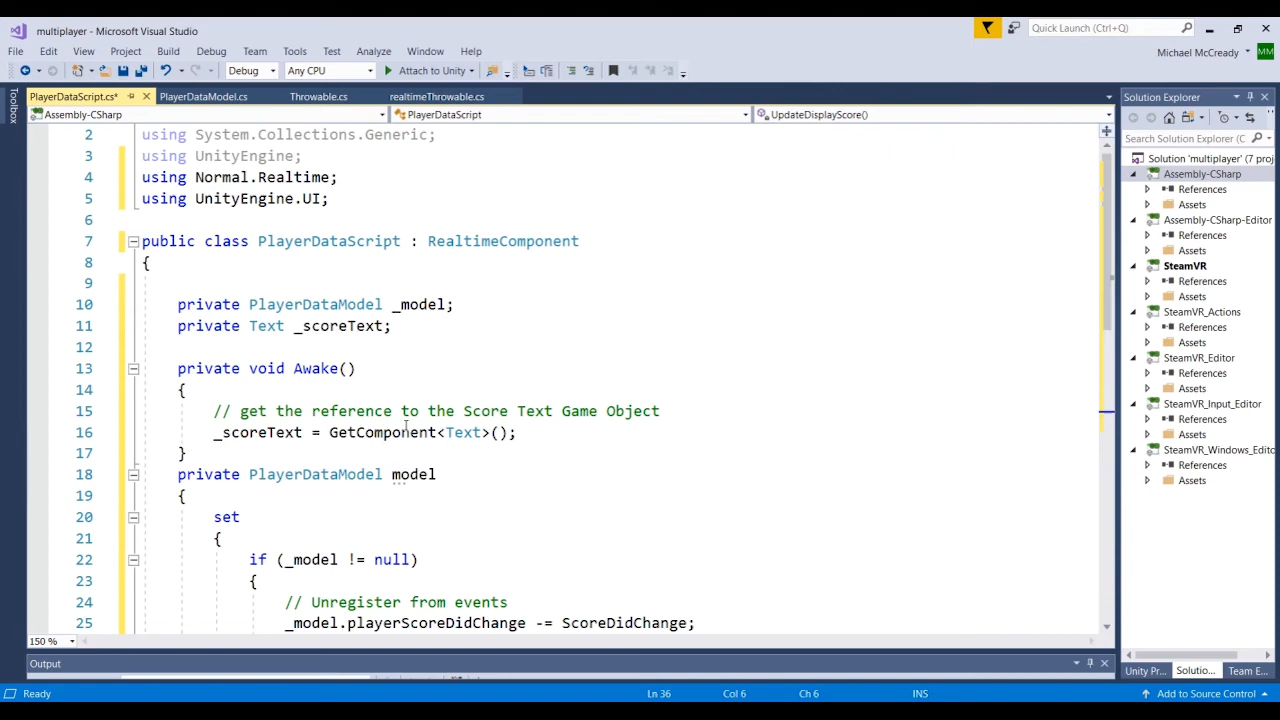 multiplayer - Microsoft Visual Studio
Quick Launch (Ctrl+Q)
File Edit View Project Build Debug Team Tools Test Analyze Window Help
Michael McCready MM
Debug Any CPU Attach to Unity
Toolbox
PlayerDataScript.cs* PlayerDataModel.cs Throwable.cs realtimeThrowable.cs
Assembly-CSharp PlayerDataScript UpdateDisplayScore()
2 using System.Collections.Generic;
3 using UnityEngine;
4 using Normal.Realtime;
5 using UnityEngine.UI;
6
7 public class PlayerDataScript : RealtimeComponent
8 {
9
10 private PlayerDataModel _model;
11 private Text _scoreText;
12
13 private void Awake()
14 {
15 // get the reference to the Score Text Game Object
16 _scoreText = GetComponent<Text>();
17 }
18 private PlayerDataModel model
19 {
20 set
21 {
22 if (_model != null)
23 {
24 // Unregister from events
25 _model.playerScoreDidChange -= ScoreDidChange;
150 %
Output
Solution Explorer
Search Solution Explorer (C
Solution 'multiplayer' (7 proj
Assembly-CSharp
References
Assets
Assembly-CSharp-Editor
References
Assets
SteamVR
References
Assets
SteamVR_Actions
References
Assets
SteamVR_Editor
References
Assets
SteamVR_Input_Editor
References
Assets
SteamVR_Windows_Edito
References
Assets
Unity Pr... Solutio... Team E...
Ready Ln 36 Col 6 Ch 6 INS Add to Source Control